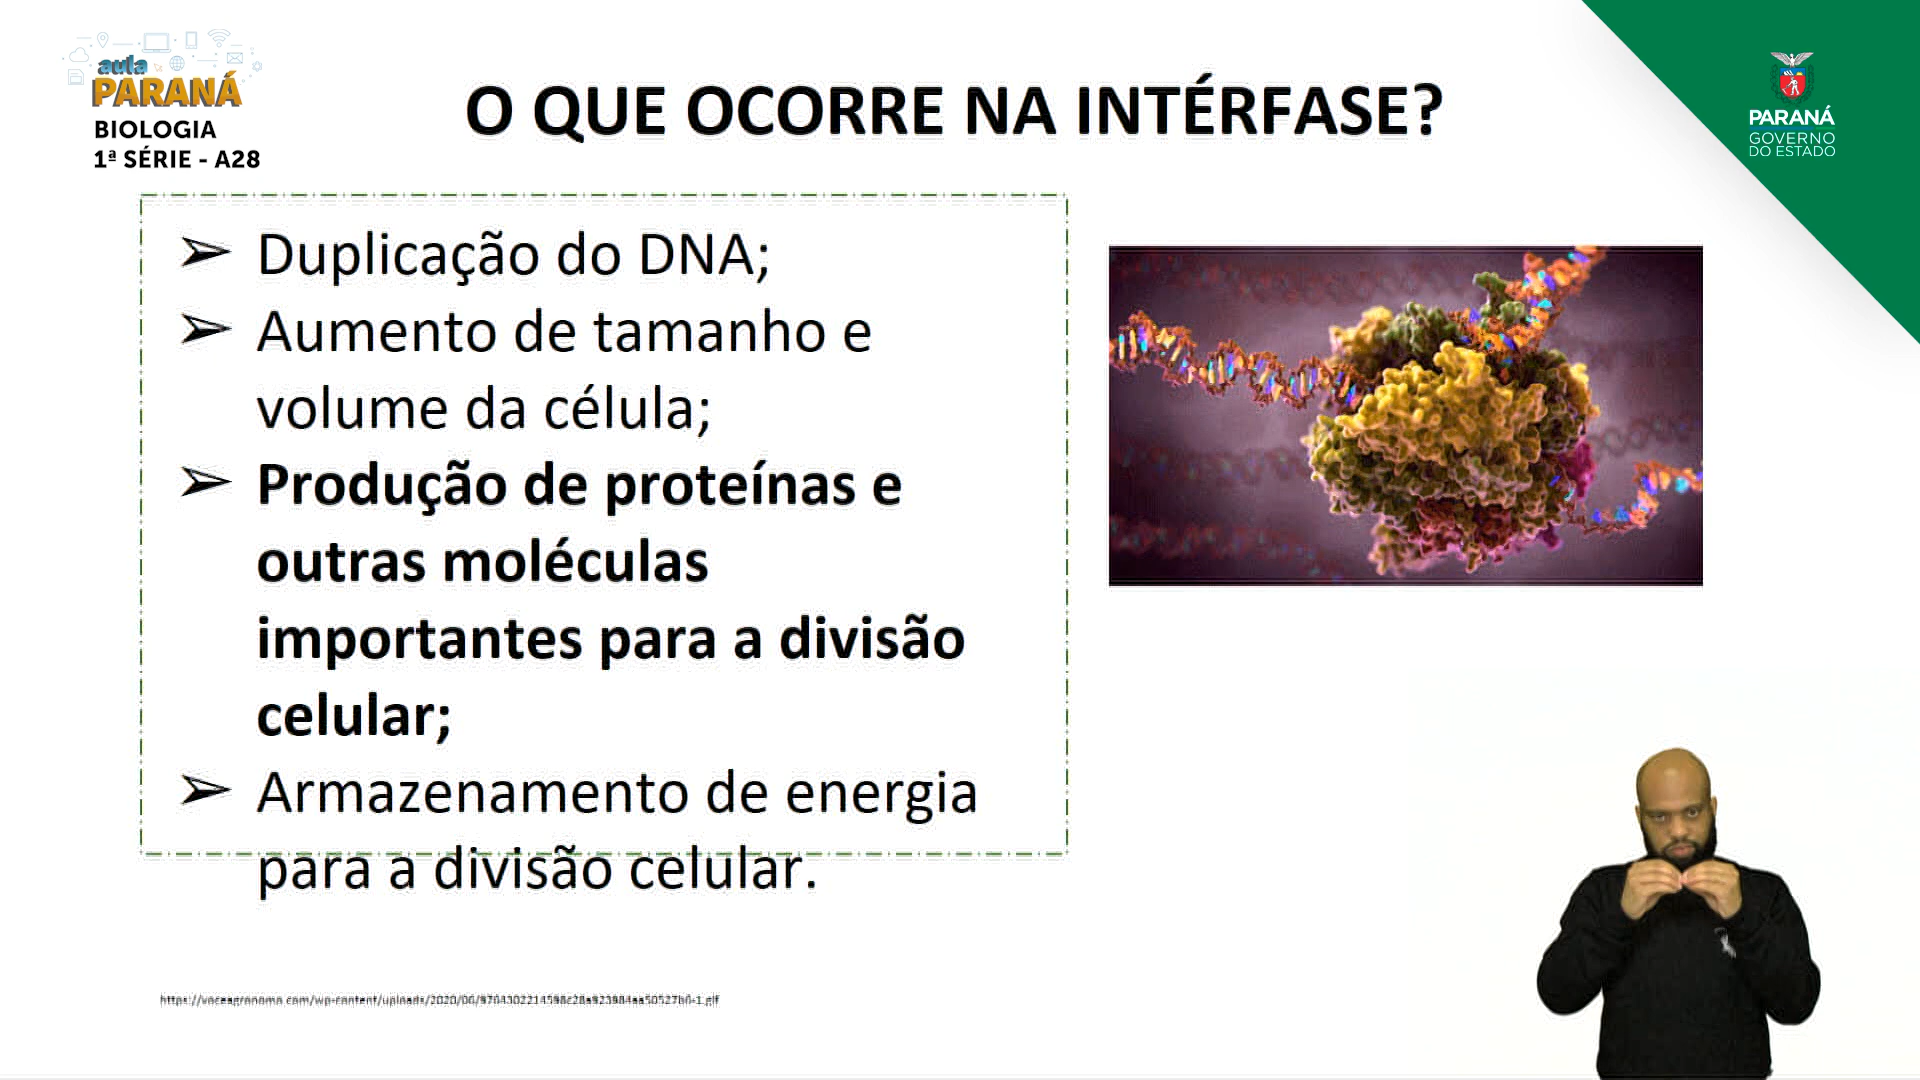 aula
PARANÁ
BIOLOGIA
1ª SÉRIE - A28
O QUE OCORRE NA INTÉRFASE?
PARANÁ
GOVERNO
DO ESTADO
➢ Duplicação do DNA;
➢ Aumento de tamanho e
volume da célula;
➢ Produção de proteínas e
outras moléculas
importantes para a divisão
celular;
➢ Armazenamento de energia
para a divisão celular.